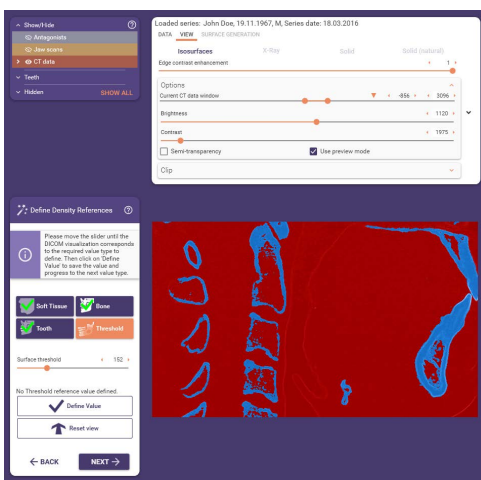 Show/Hide
Antagonists
Jaw scans
CT data
Teeth
Hidden SHOW ALL
Loaded series: John Doe, 19.11.1967, M, Series date: 18.03.2016
DATA VIEW SURFACE GENERATION
Isosurfaces X-Ray Solid Solid (natural)
Edge contrast enhancement 1
Options
Current CT data window -856 3096
Brightness 1120
Contrast 1975
Semi-transparency Use preview mode
Clip
Define Density References
Please move the slider until the
DICOM visualization corresponds
to the required value type to
define. Then click on 'Define
Value' to save the value and
progress to the next value type.
Soft Tissue Bone
Tooth Threshold
Surface threshold 152
No Threshold reference value defined.
Define Value
Reset view
BACK NEXT